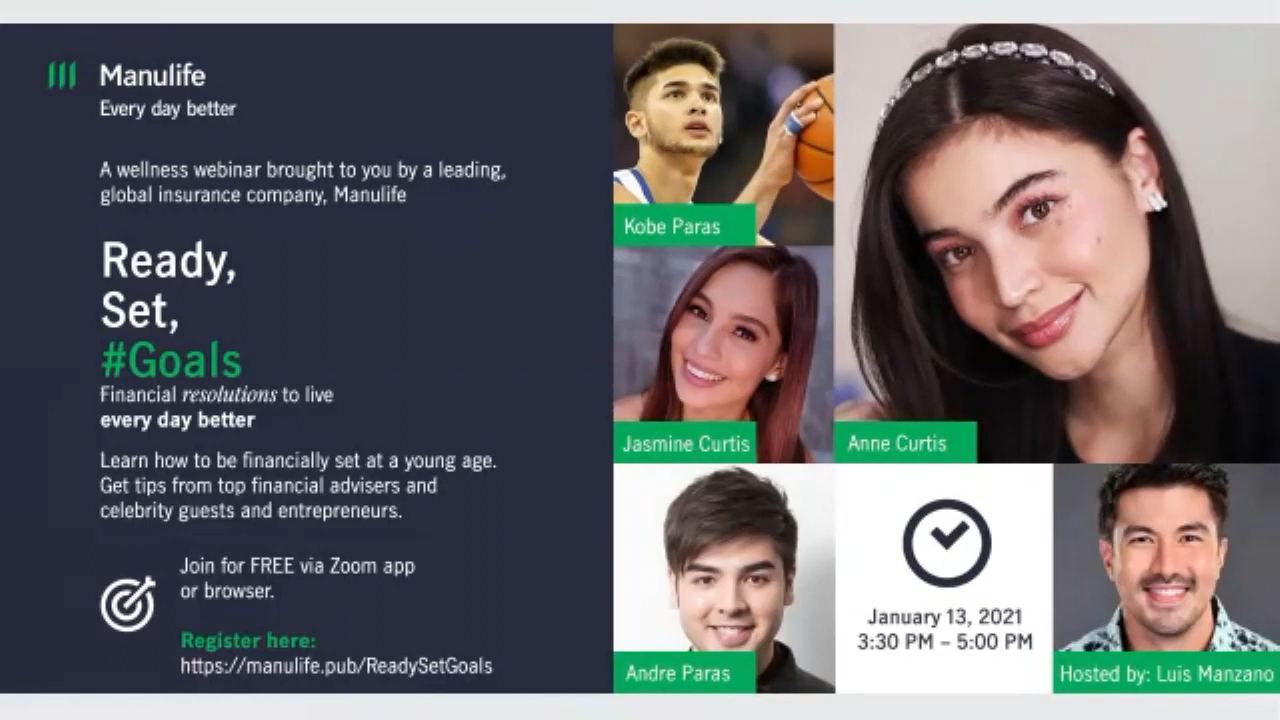 Manulife
Every day better
A wellness webinar brought to you by a leading,
global insurance company, Manulife
Ready,
Set,
#Goals
Financial resolutions to live
every day better
Learn how to be financially set at a young age.
Get tips from top financial advisers and
celebrity guests and entrepreneurs.
Join for FREE via Zoom app
or browser.
Register here:
https://manulife.pub/ReadySetGoals
Kobe Paras
Jasmine Curtis
Anne Curtis
Andre Paras
January 13, 2021
3:30 PM – 5:00 PM
Hosted by: Luis Manzano